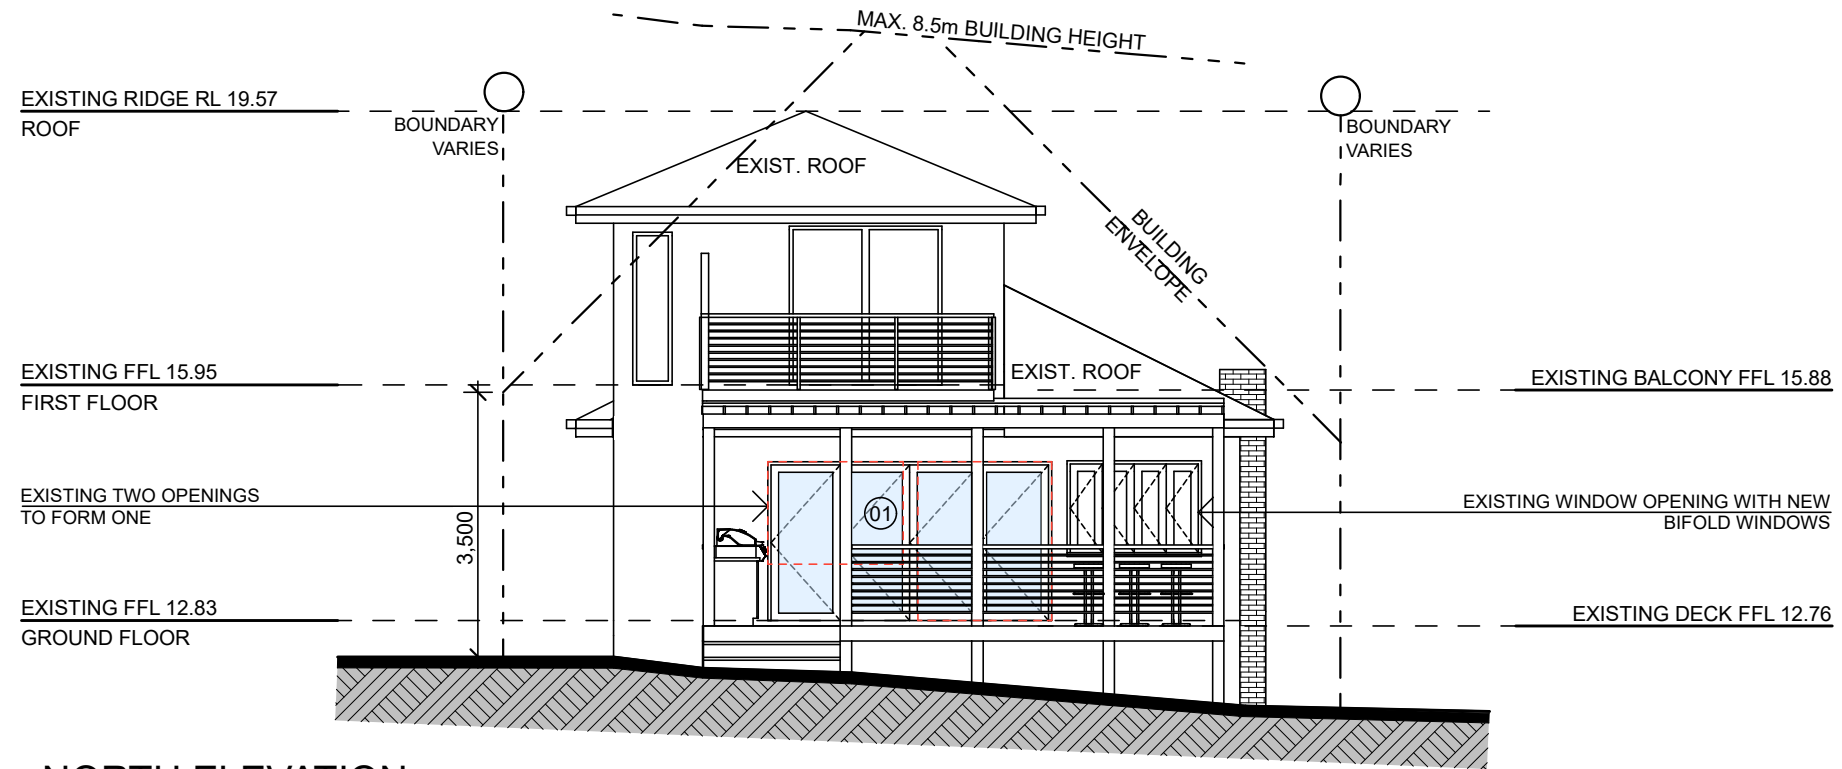 MAX. 8.5m BUILDING HEIGHT
EXISTING RIDGE RL 19.57
ROOF
BOUNDARY
VARIES
BOUNDARY
VARIES
EXIST. ROOF
BUILDING
ENVELOPE
EXISTING FFL 15.95
FIRST FLOOR
EXIST. ROOF
EXISTING BALCONY FFL 15.88
EXISTING TWO OPENINGS
TO FORM ONE
01
EXISTING WINDOW OPENING WITH NEW
BIFOLD WINDOWS
3,500
EXISTING FFL 12.83
GROUND FLOOR
EXISTING DECK FFL 12.76
NORTH ELEVATION